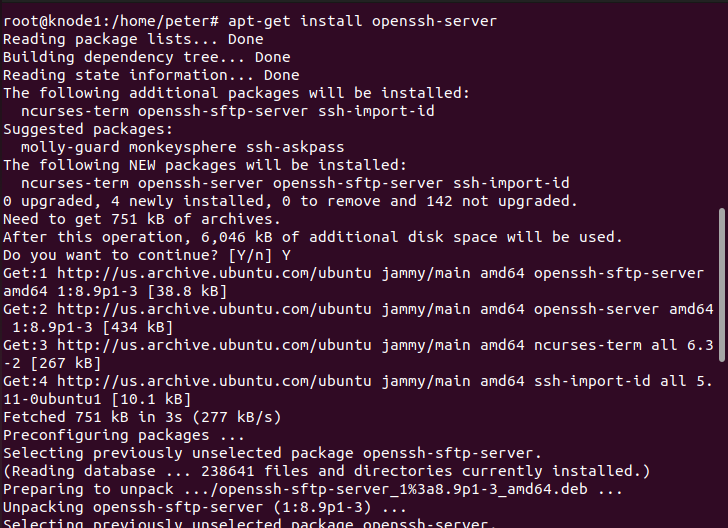 root@knode1:/home/peter# apt-get install openssh-server
Reading package lists... Done
Building dependency tree... Done
Reading state information... Done
The following additional packages will be installed:
  ncurses-term openssh-sftp-server ssh-import-id
Suggested packages:
  molly-guard monkeysphere ssh-askpass
The following NEW packages will be installed:
  ncurses-term openssh-server openssh-sftp-server ssh-import-id
0 upgraded, 4 newly installed, 0 to remove and 142 not upgraded.
Need to get 751 kB of archives.
After this operation, 6,046 kB of additional disk space will be used.
Do you want to continue? [Y/n] Y
Get:1 http://us.archive.ubuntu.com/ubuntu jammy/main amd64 openssh-sftp-server
amd64 1:8.9p1-3 [38.8 kB]
Get:2 http://us.archive.ubuntu.com/ubuntu jammy/main amd64 openssh-server amd64
 1:8.9p1-3 [434 kB]
Get:3 http://us.archive.ubuntu.com/ubuntu jammy/main amd64 ncurses-term all 6.3
-2 [267 kB]
Get:4 http://us.archive.ubuntu.com/ubuntu jammy/main amd64 ssh-import-id all 5.
11-0ubuntu1 [10.1 kB]
Fetched 751 kB in 3s (277 kB/s)
Preconfiguring packages ...
Selecting previously unselected package openssh-sftp-server.
(Reading database ... 238641 files and directories currently installed.)
Preparing to unpack .../openssh-sftp-server_1%3a8.9p1-3_amd64.deb ...
Unpacking openssh-sftp-server (1:8.9p1-3) ...
Selecting previously unselected package openssh-server.